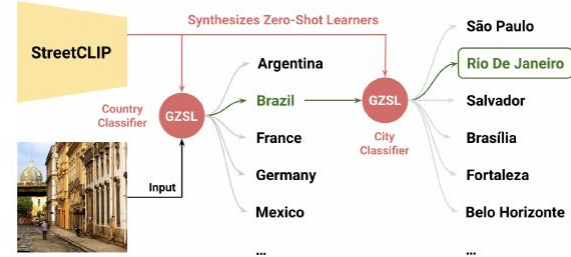 Synthesizes Zero-Shot Learners
StreetCLIP
Country
Classifier
GZSL
Input
Argentina
Brazil
France
Germany
Mexico
...
GZSL
City
Classifier
São Paulo
Rio De Janeiro
Salvador
Brasília
Fortaleza
Belo Horizonte
...